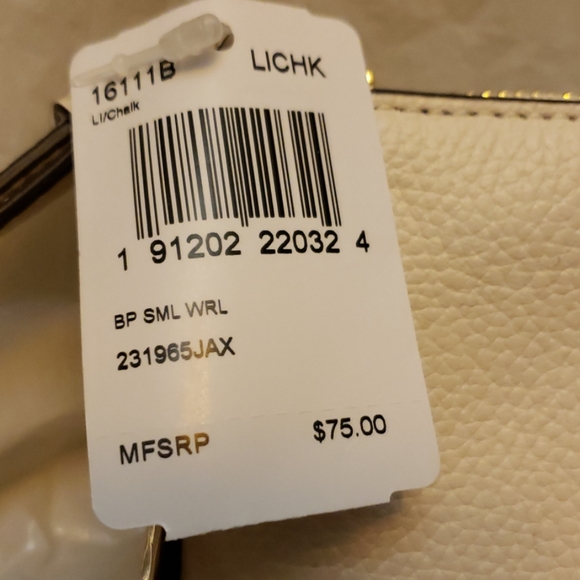 16111B LICHK
LI/Chalk
1 91202 22032 4
BP SML WRL
231965JAX
MFSRP $75.00